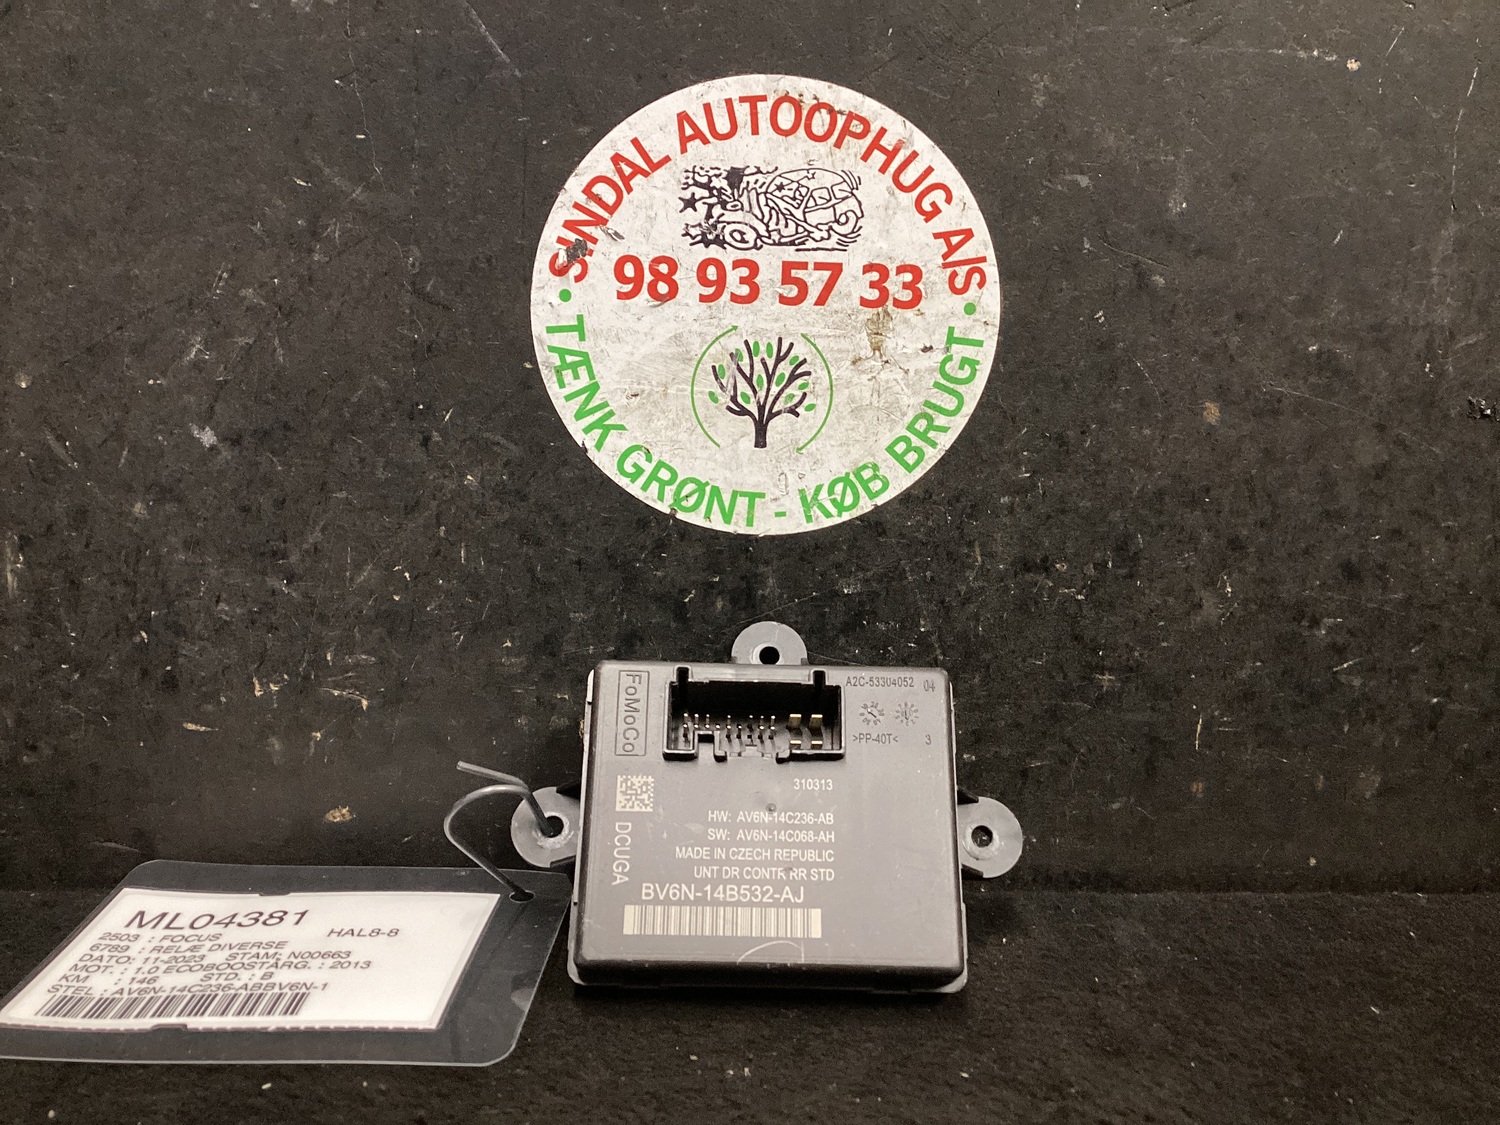 SINDAL AUTOOPHUG A/S
98 93 57 33
• TÆNK GRØNT - KØB BRUGT •
FoMoCo
A2C-53304052 04
>PP-40T< 3
310313
HW: AV6N-14C236-AB
SW: AV6N-14C068-AH
MADE IN CZECH REPUBLIC
UNT DR CONTR RR STD
DCUGA
BV6N-14B532-AJ
ML04381
HAL8-8
2503 : FOCUS
6789 : RELÆ DIVERSE
DATO: 11-2023 STAM: N00663
MOT. : 1.0 ECOBOOSTÅRG. : 2013
KM : 146 STD. : B
STEL : AV6N-14C236-ABBV6N-1